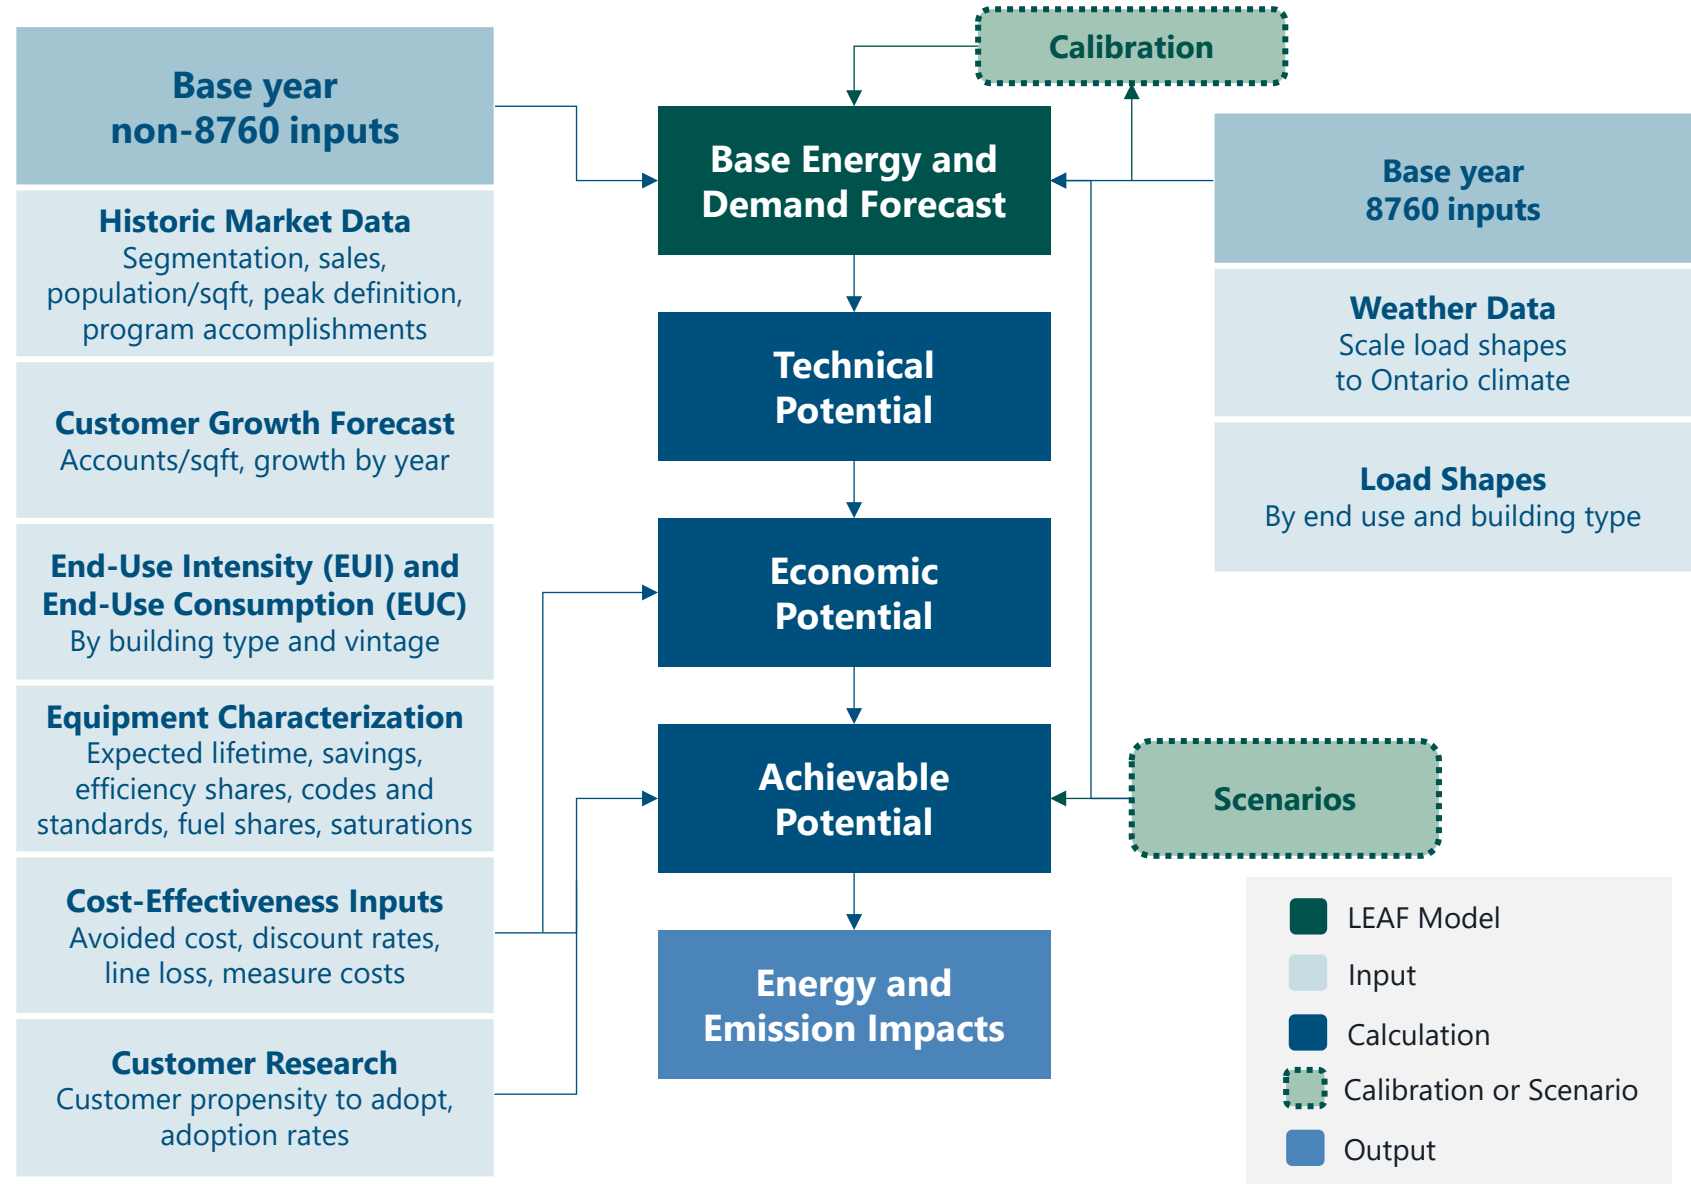 Base year
non-8760 inputs
Historic Market Data
Segmentation, sales,
population/sqft, peak definition,
program accomplishments
Customer Growth Forecast
Accounts/sqft, growth by year
End-Use Intensity (EUI) and
End-Use Consumption (EUC)
By building type and vintage
Equipment Characterization
Expected lifetime, savings,
efficiency shares, codes and
standards, fuel shares, saturations
Cost-Effectiveness Inputs
Avoided cost, discount rates,
line loss, measure costs
Customer Research
Customer propensity to adopt,
adoption rates
Calibration
Base Energy and
Demand Forecast
Technical
Potential
Economic
Potential
Achievable
Potential
Energy and
Emission Impacts
Base year
8760 inputs
Weather Data
Scale load shapes
to Ontario climate
Load Shapes
By end use and building type
Scenarios
LEAF Model
Input
Calculation
Calibration or Scenario
Output